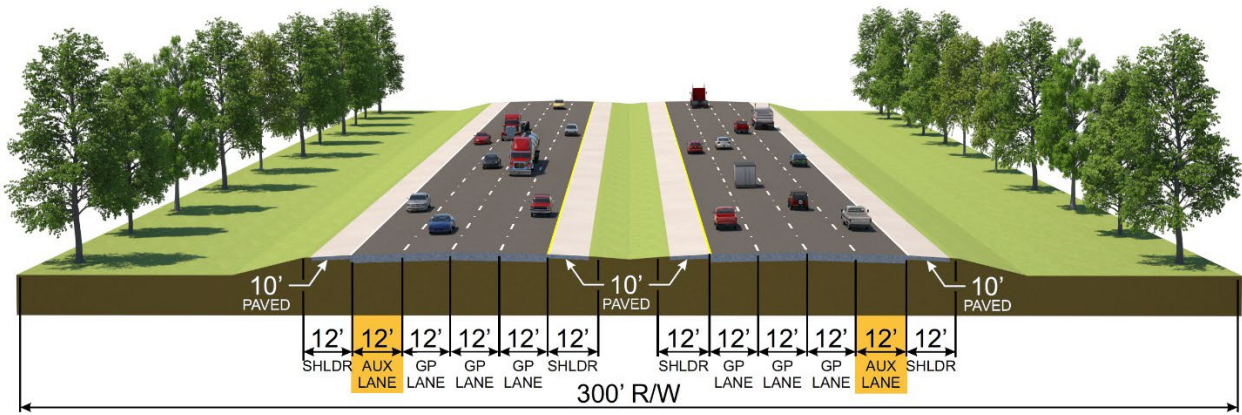 10'
PAVED
10'
PAVED
10'
PAVED
12' 12' 12' 12' 12' 12' 12' 12' 12' 12' 12' 12'
SHLDR AUX LANE GP LANE GP LANE GP LANE SHLDR SHLDR GP LANE GP LANE GP LANE AUX LANE SHLDR
300' R/W